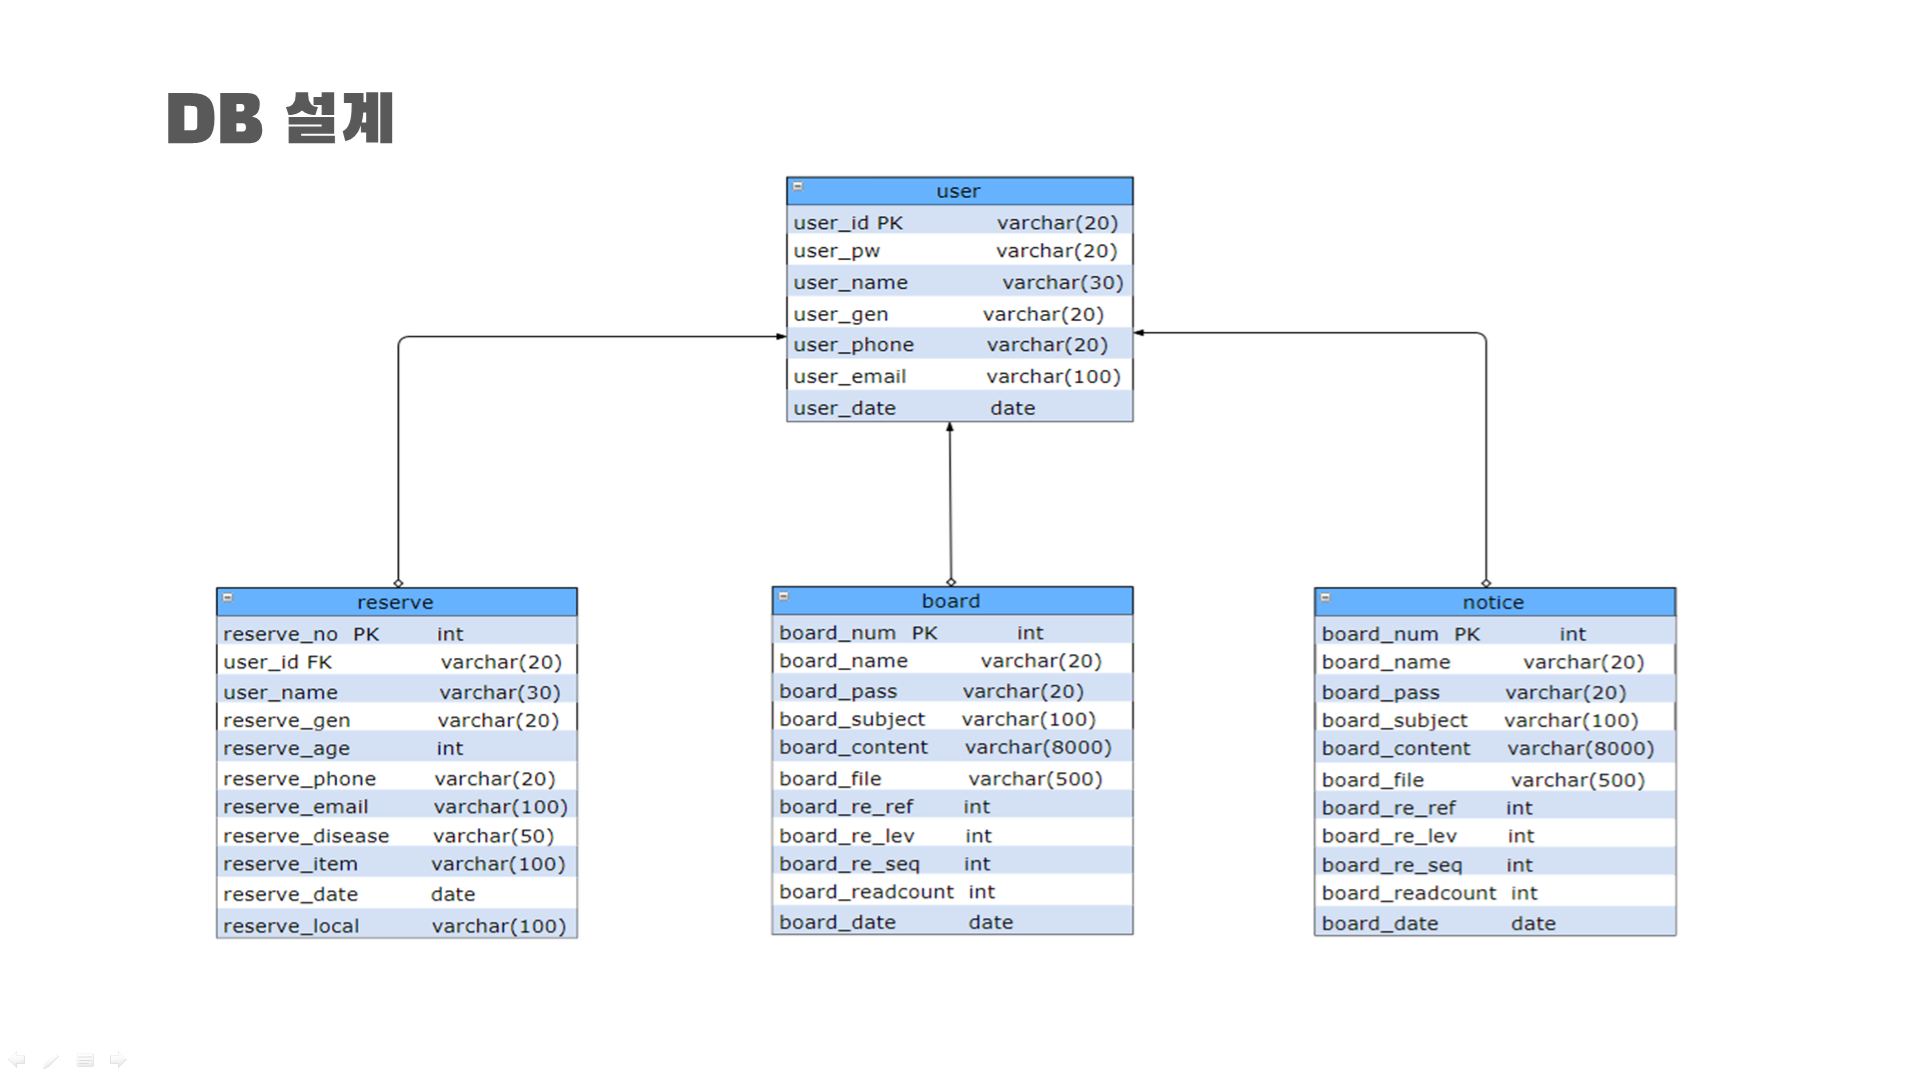 DB 설계
user
user_id PK varchar(20)
user_pw varchar(20)
user_name varchar(30)
user_gen varchar(20)
user_phone varchar(20)
user_email varchar(100)
user_date date
reserve
reserve_no PK int
user_id FK varchar(20)
user_name varchar(30)
reserve_gen varchar(20)
reserve_age int
reserve_phone varchar(20)
reserve_email varchar(100)
reserve_disease varchar(50)
reserve_item varchar(100)
reserve_date date
reserve_local varchar(100)
board
board_num PK int
board_name varchar(20)
board_pass varchar(20)
board_subject varchar(100)
board_content varchar(8000)
board_file varchar(500)
board_re_ref int
board_re_lev int
board_re_seq int
board_readcount int
board_date date
notice
board_num PK int
board_name varchar(20)
board_pass varchar(20)
board_subject varchar(100)
board_content varchar(8000)
board_file varchar(500)
board_re_ref int
board_re_lev int
board_re_seq int
board_readcount int
board_date date